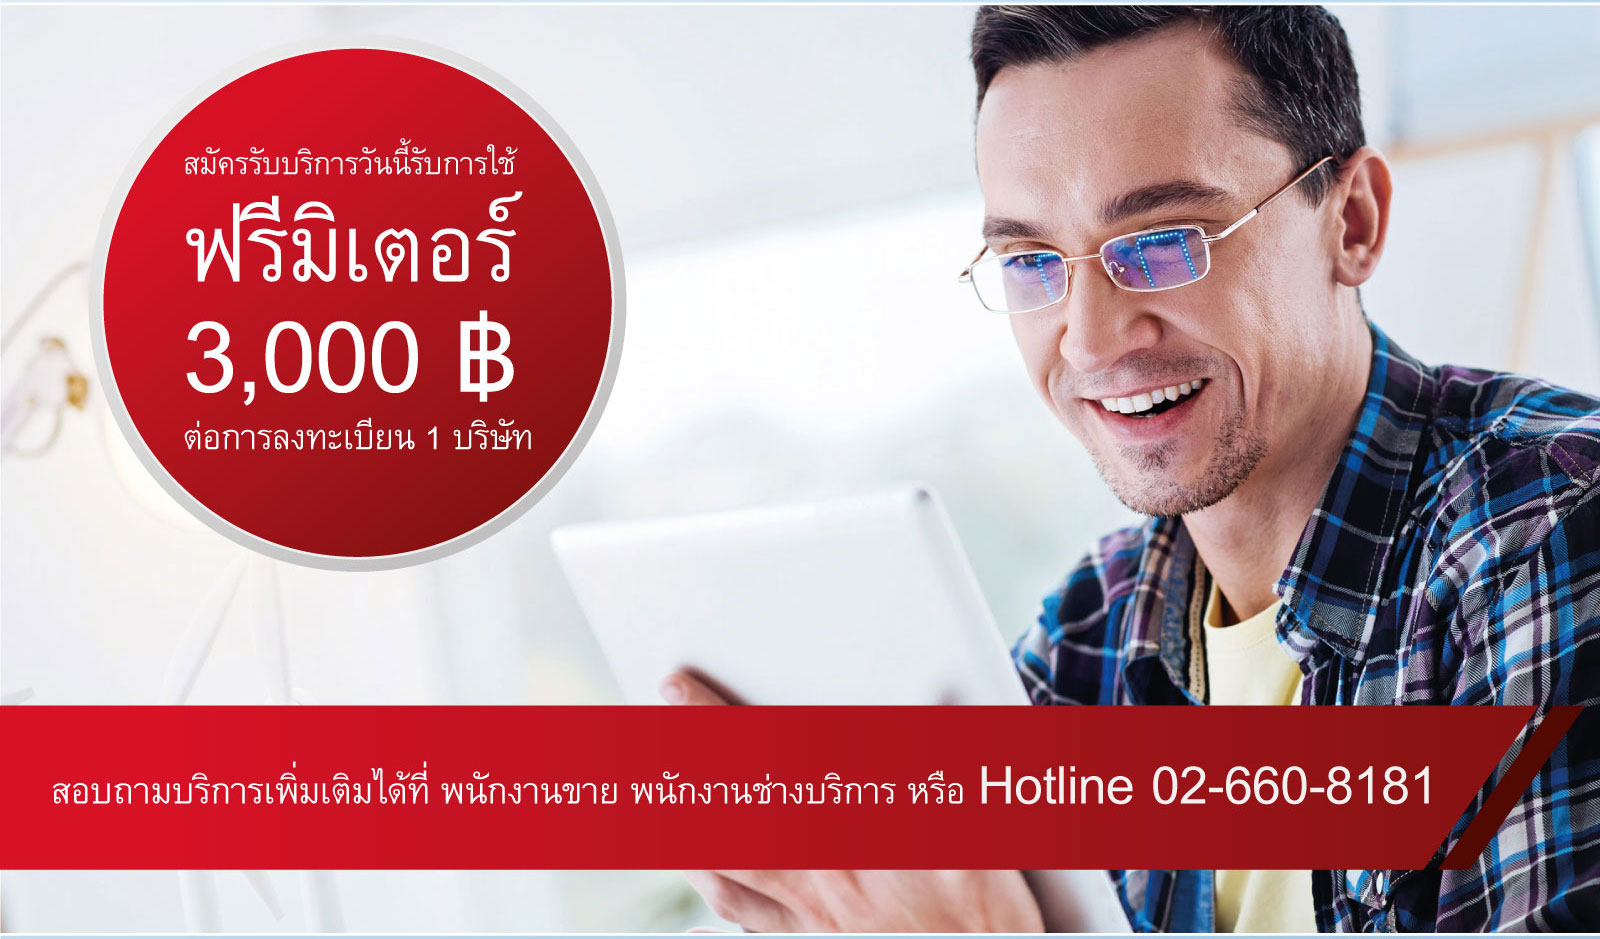 สมัครรับบริการวันนี้รับการใช้
ฟรีมิเตอร์
3,000 ฿
ต่อการลงทะเบียน 1 บริษัท
สอบถามบริการเพิ่มเติมได้ที่ พนักงานขาย พนักงานช่างบริการ หรือ Hotline 02-660-8181